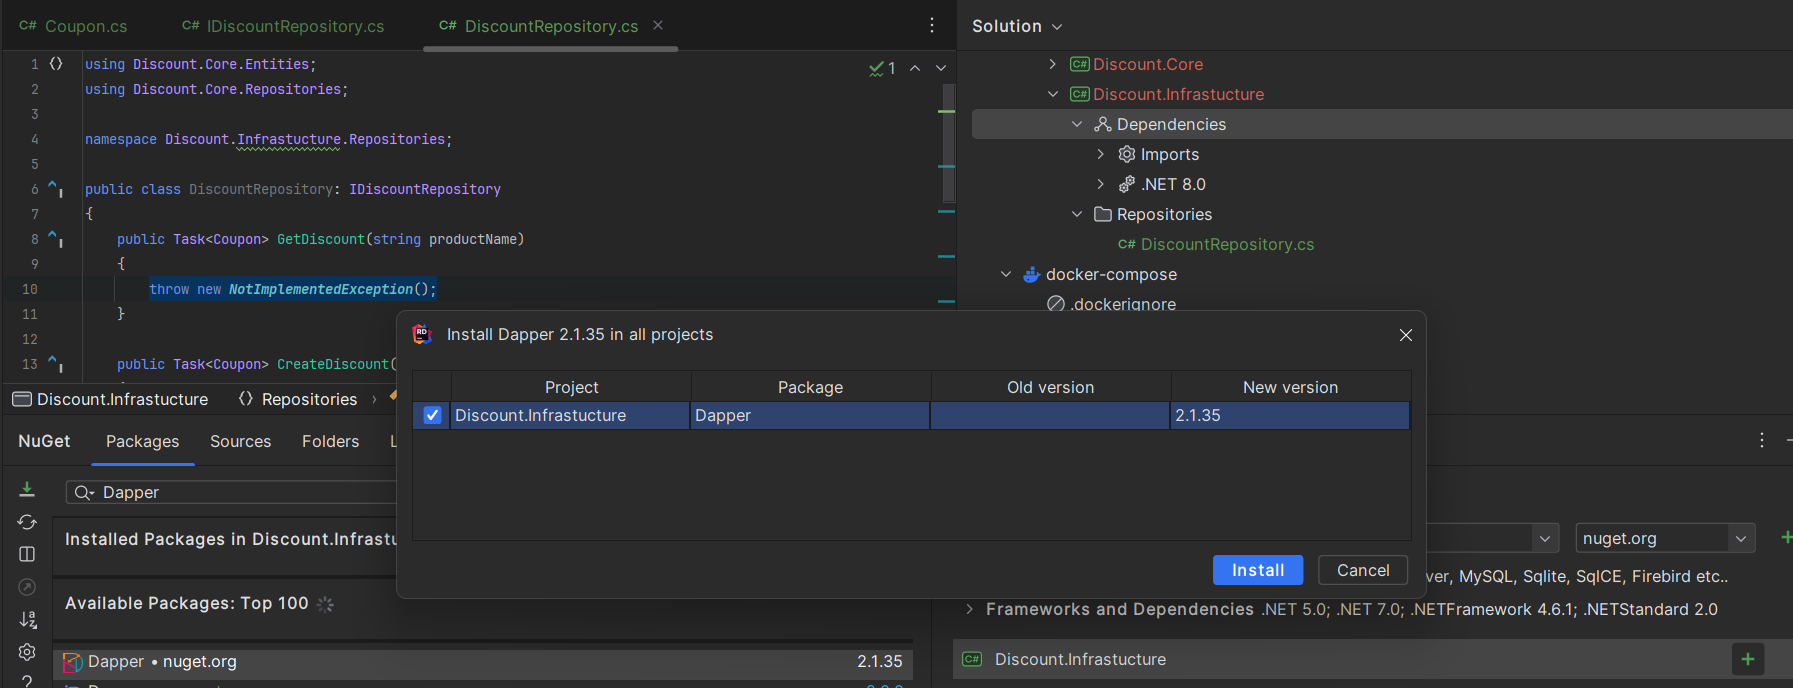 C# Coupon.cs
C# IDiscountRepository.cs
C# DiscountRepository.cs
1 using Discount.Core.Entities;
2 using Discount.Core.Repositories;
3
4 namespace Discount.Infrastucture.Repositories;
5
6 public class DiscountRepository: IDiscountRepository
7 {
8 public Task<Coupon> GetDiscount(string productName)
9 {
10 throw new NotImplementedException();
11 }
12
13 public Task<Coupon> CreateDiscount(
1
Discount.Infrastucture {} Repositories
Solution
C# Discount.Core
C# Discount.Infrastucture
Dependencies
Imports
.NET 8.0
Repositories
C# DiscountRepository.cs
docker-compose
.dockerignore
RD Install Dapper 2.1.35 in all projects
Project Package Old version New version
Discount.Infrastucture Dapper 2.1.35
Install Cancel
NuGet Packages Sources Folders L
Dapper
Installed Packages in Discount.Infrastu
Available Packages: Top 100
Dapper • nuget.org 2.1.35
nuget.org
ver, MySQL, Sqlite, SqlCE, Firebird etc..
Frameworks and Dependencies .NET 5.0; .NET 7.0; .NETFramework 4.6.1; .NETStandard 2.0
C# Discount.Infrastucture